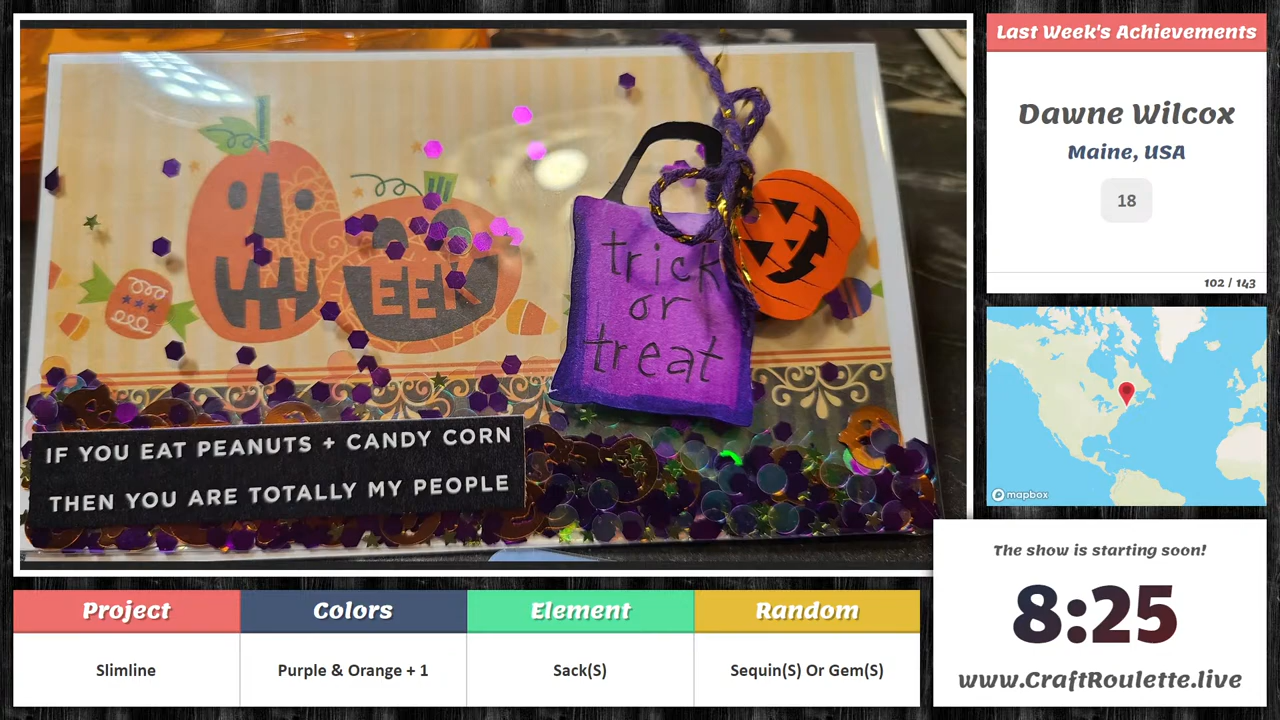 Last Week's Achievements
Dawne Wilcox
Maine, USA
18
102 / 143
EEK
trick
or
treat
IF YOU EAT PEANUTS + CANDY CORN
THEN YOU ARE TOTALLY MY PEOPLE
mapbox
The show is starting soon!
8:25
www.CraftRoulette.live
Project
Colors
Element
Random
Slimline
Purple & Orange + 1
Sack(S)
Sequin(S) Or Gem(S)